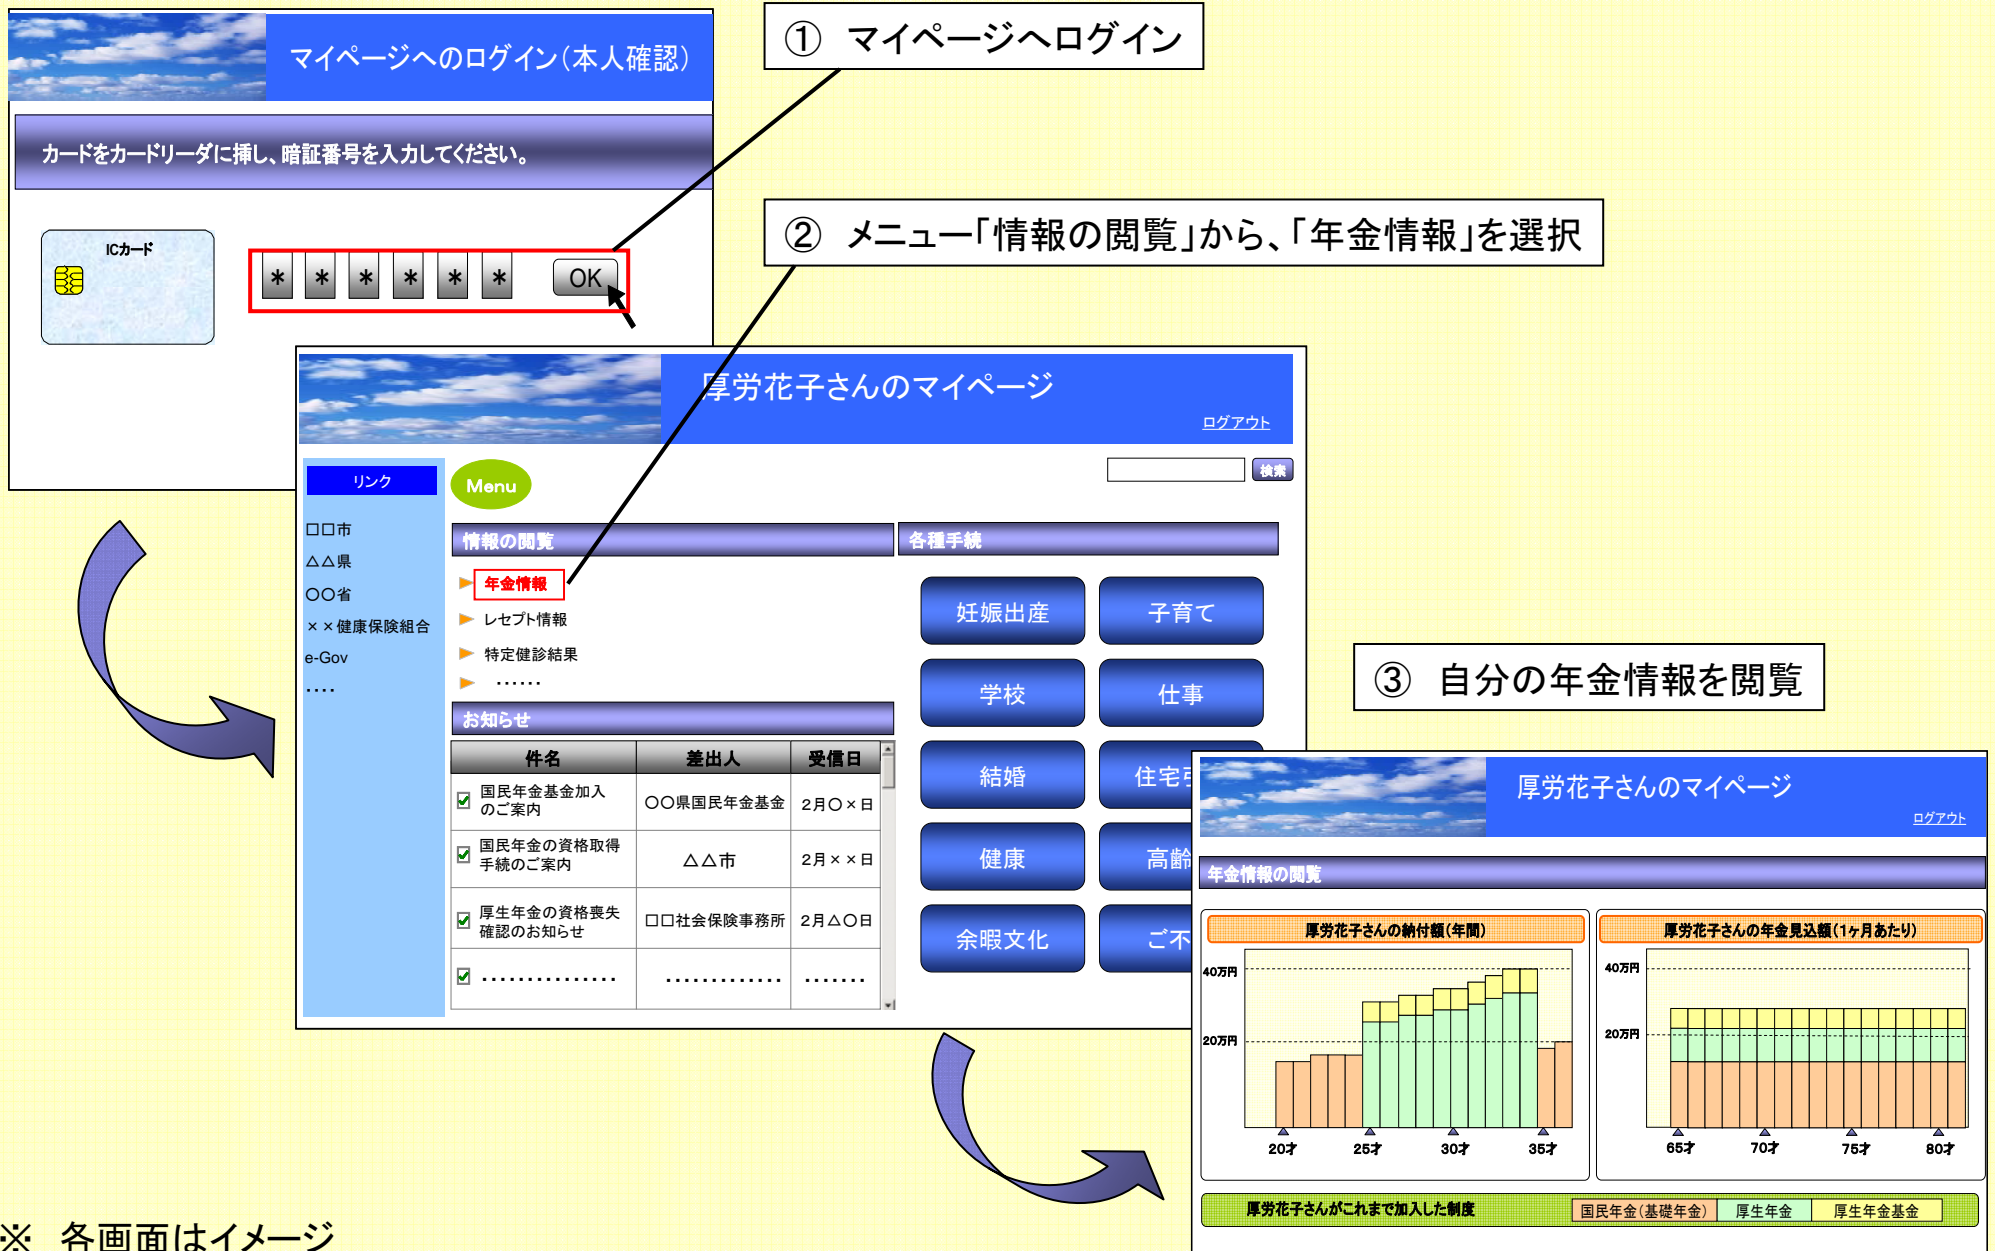 マイページへのログイン（本人確認）
① マイページへログイン
カードをカードリーダに挿し、暗証番号を入力してください。
ICカード
＊ ＊ ＊ ＊ ＊ ＊ OK
② メニュー「情報の閲覧」から、「年金情報」を選択
厚労花子さんのマイページ
ログアウト
リンク
Menu
検索
□□市
△△県
○○省
××健康保険組合
e-Gov
‥‥
情報の閲覧
年金情報
レセプト情報
特定健診結果
‥‥‥
各種手続
妊娠出産 子育て
学校 仕事
結婚 住宅
健康 高齢
余暇文化 ご不
お知らせ
件名 差出人 受信日
国民年金基金加入
のご案内
○○県国民年金基金 2月○×日
国民年金の資格取得
手続のご案内
△△市 2月××日
厚生年金の資格喪失
確認のお知らせ
□□社会保険事務所 2月△○日
‥‥‥‥‥‥‥ ‥‥‥‥‥‥ ‥‥‥
③ 自分の年金情報を閲覧
厚労花子さんのマイページ
ログアウト
年金情報の閲覧
厚労花子さんの納付額（年間）
40万円
20万円
20才 25才 30才 35才
厚労花子さんの年金見込額（1ヶ月あたり）
40万円
20万円
65才 70才 75才 80才
厚労花子さんがこれまで加入した制度
国民年金（基礎年金） 厚生年金 厚生年金基金
※ 各画面はイメージ